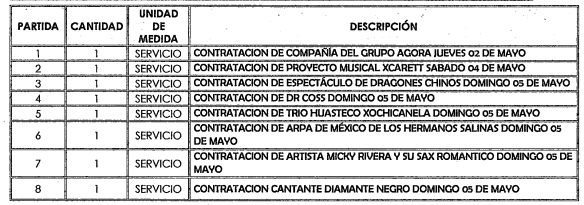 PARTIDA CANTIDAD UNIDAD DE MEDIDA DESCRIPCIÓN
1 1 SERVICIO CONTRATACION DE COMPAÑÍA DEL GRUPO AGORA JUEVES 02 DE MAYO
2 1 SERVICIO CONTRATACION DE PROYECTO MUSICAL XCARETT SABADO 04 DE MAYO
3 1 SERVICIO CONTRATACION DE ESPECTÁCULO DE DRAGONES CHINOS DOMINGO 05 DE MAYO
4 1 SERVICIO CONTRATACION DE DR COSS DOMINGO 05 DE MAYO
5 1 SERVICIO CONTRATACION DE TRIO HUASTECO XOCHICANELA DOMINGO 05 DE MAYO
6 1 SERVICIO CONTRATACION DE ARPA DE MÉXICO DE LOS HERMANOS SALINAS DOMINGO 05
DE MAYO
7 1 SERVICIO CONTRATACION DE ARTISTA MICKY RIVERA Y SU SAX ROMANTICO DOMINGO 05 DE
MAYO
8 1 SERVICIO CONTRATACION CANTANTE DIAMANTE NEGRO DOMINGO 05 DE MAYO